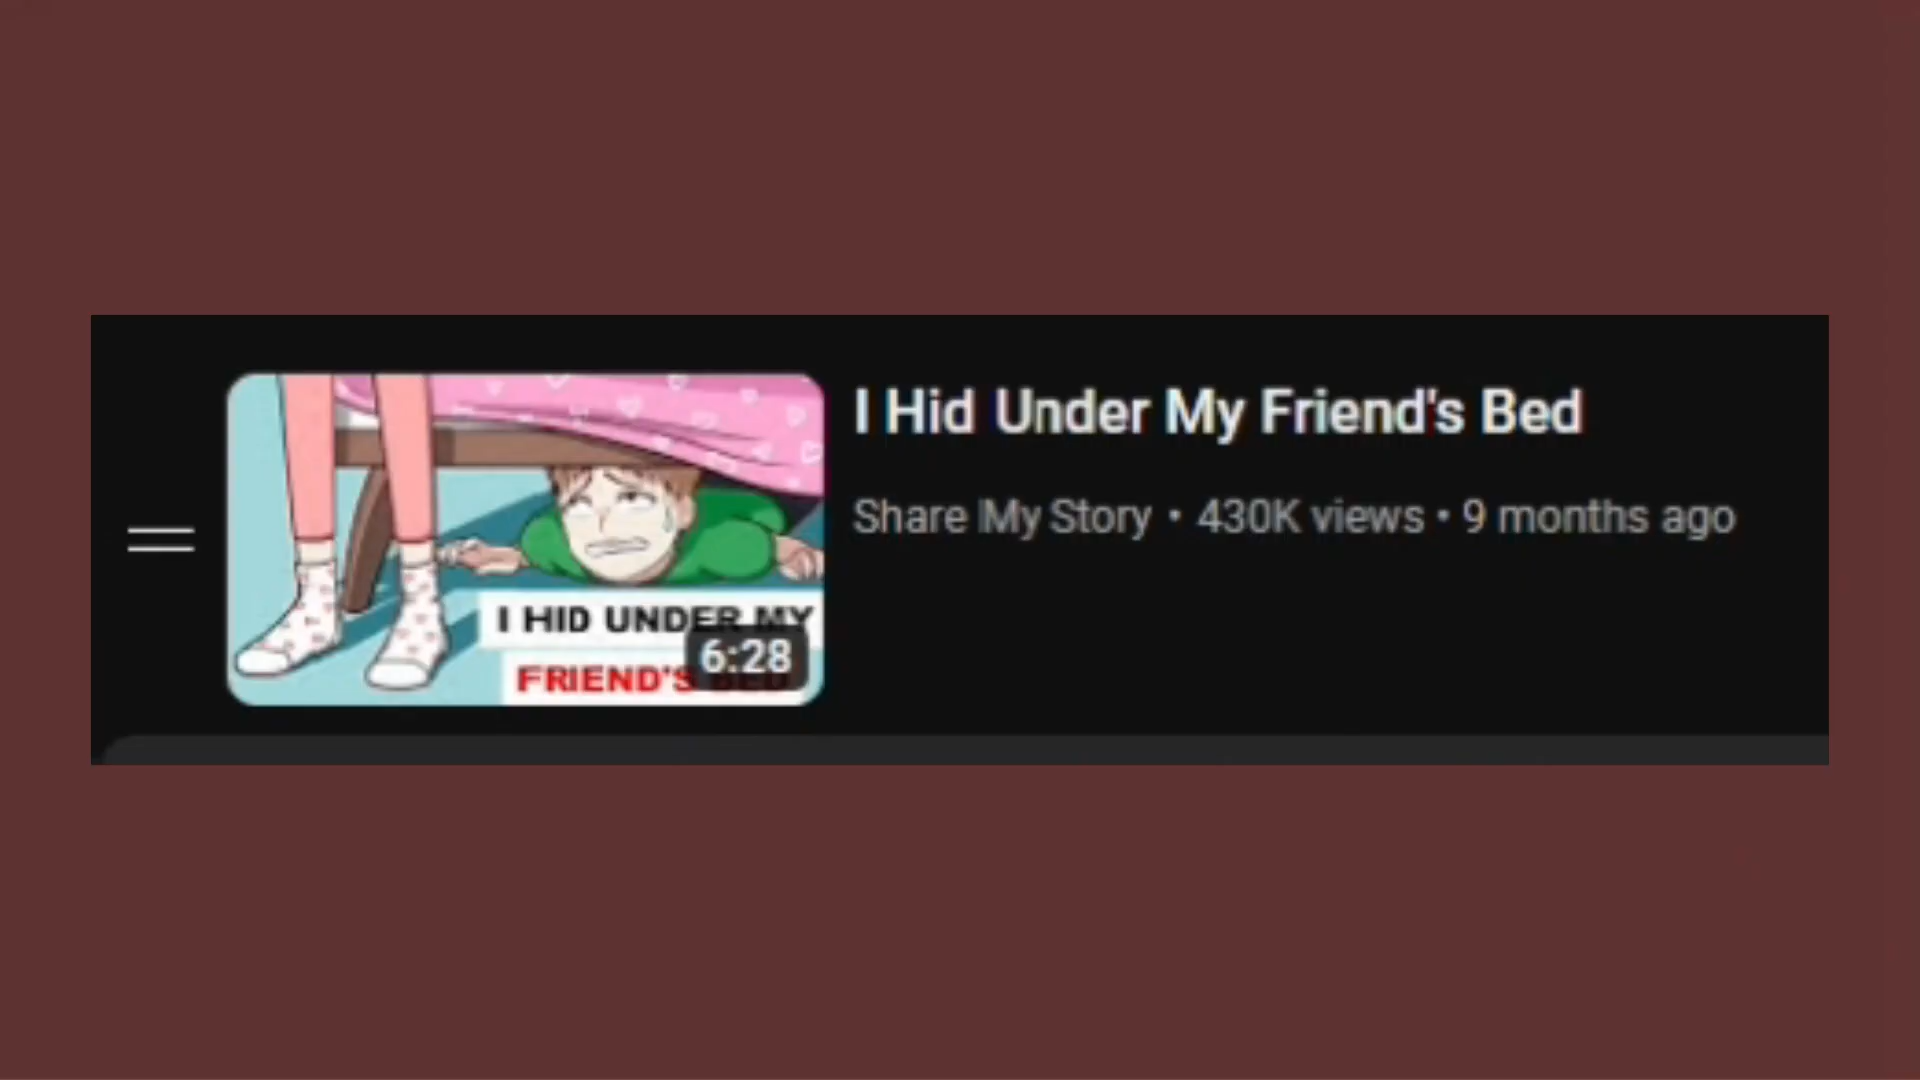 I Hid Under My Friend's Bed
Share My Story • 430K views • 9 months ago
I HID UNDER MY
FRIEND'S BED
6:28